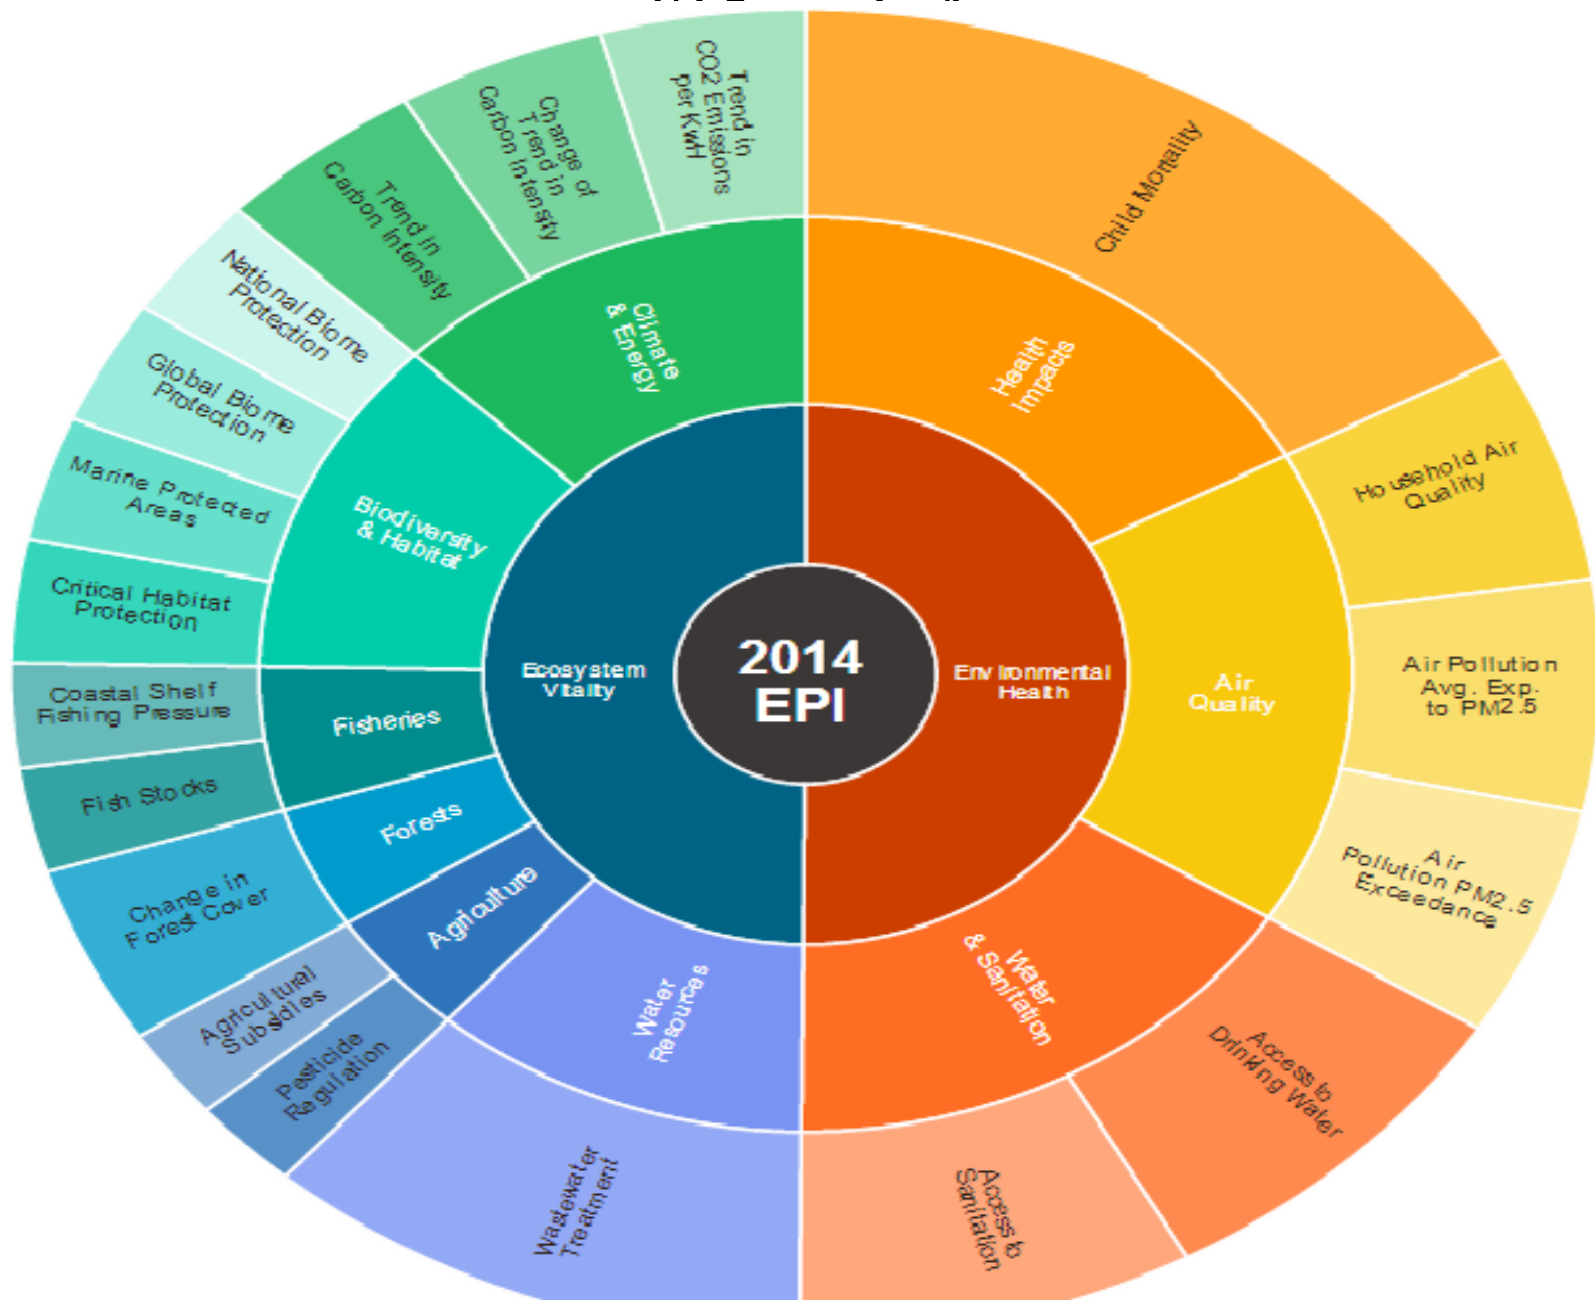 Trend in
CO2 Emissions
per KwH
Change of
Trend in
Carbon Intensity
Trend in
Carbon Intensity
National Biome
Protection
Global Biome
Protection
Marine Protected
Areas
Critical Habitat
Protection
Coastal Shelf
Fishing Pressure
Fish Stocks
Change in
Forest Cover
Agricultural
Subsidies
Pesticide
Regulation
Wastewater
Treatment
Climate
& Energy
Biodiversity
& Habitat
Fisheries
Forests
Agriculture
Water
Resources
Ecosystem
Vitality
2014
EPI
Environmental
Health
Health
Impacts
Air
Quality
Water
& Sanitation
Child Mortality
Household Air
Quality
Air Pollution
Avg. Exp.
to PM2.5
Air
Pollution PM2.5
Exceedance
Access to
Drinking Water
Access to
Sanitation